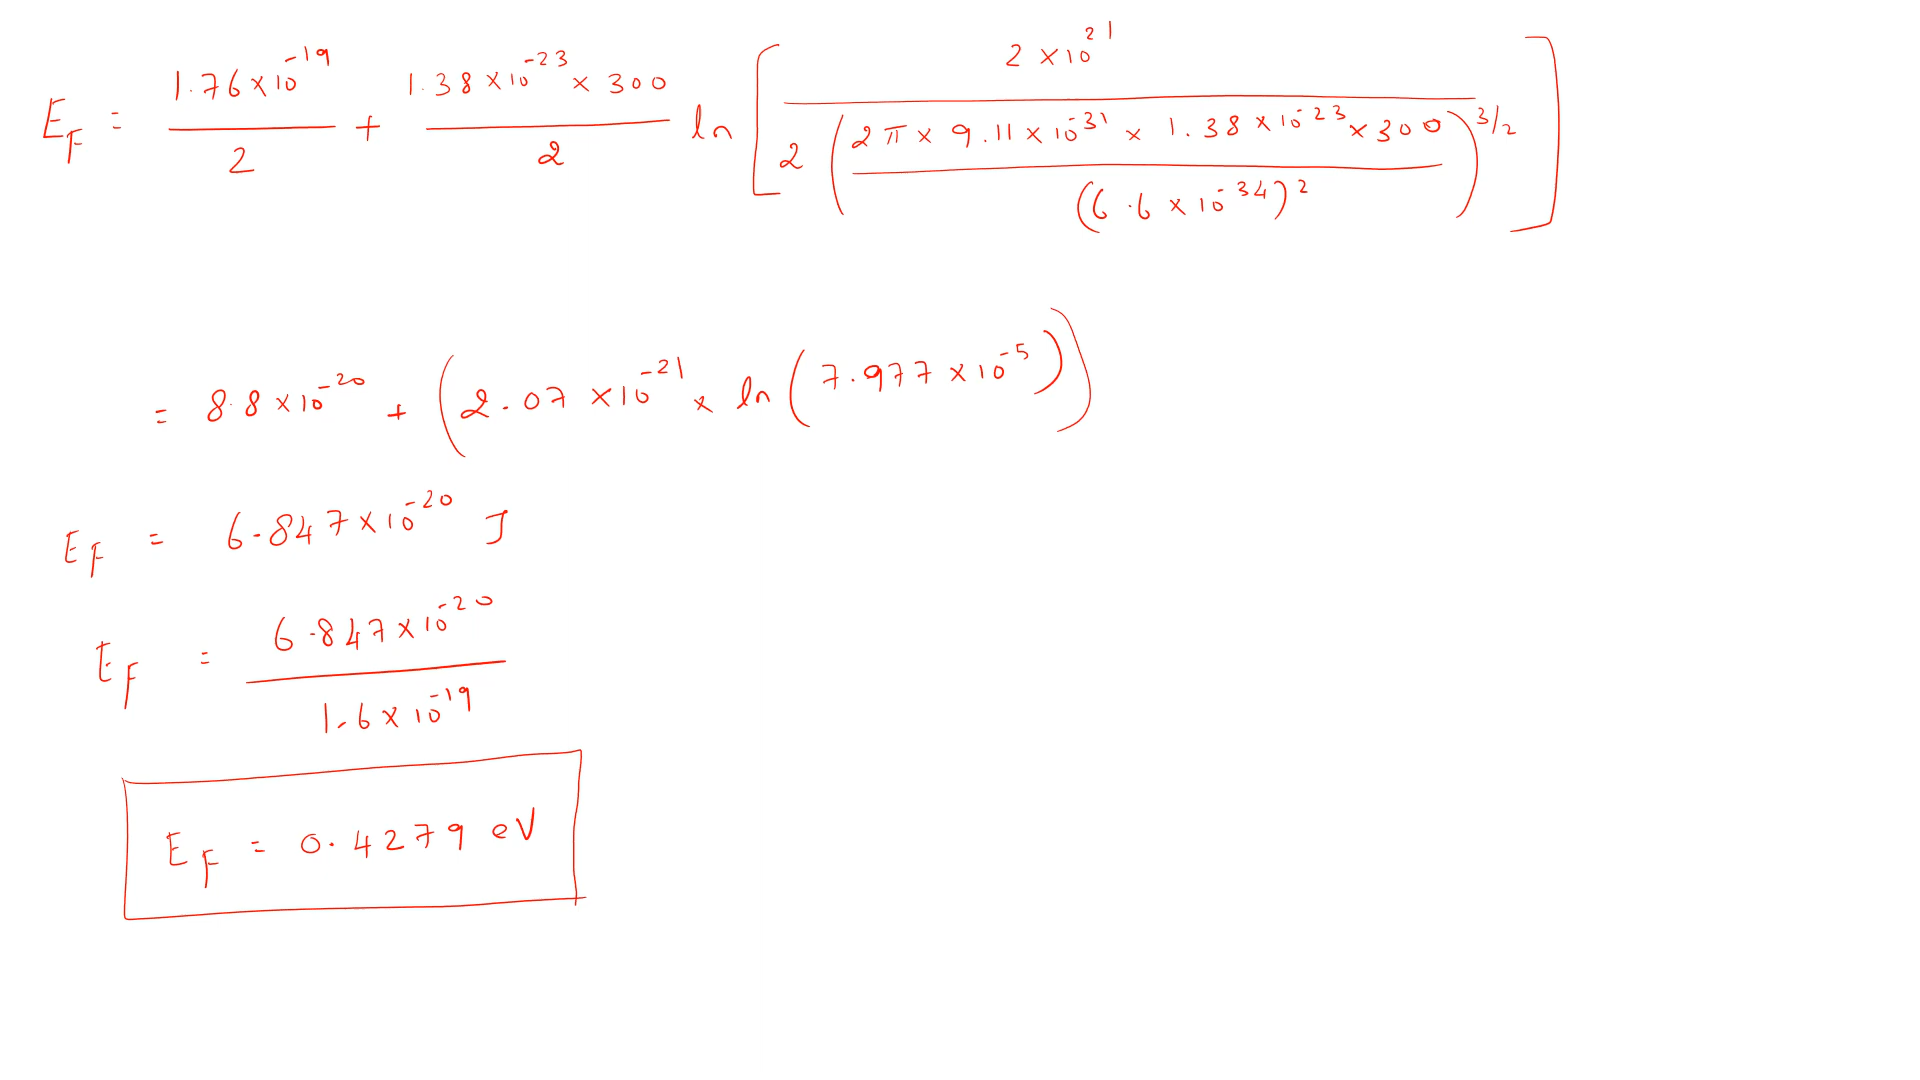 E_F = (1.76 × 10^-19)/2 + (1.38 × 10^-23 × 300)/2 ln [ (2 × 10^21) / (2 ((2π × 9.11 × 10^-31 × 1.38 × 10^-23 × 300)/(6.6 × 10^-34)^2)^3/2) ]
= 8.8 × 10^-20 + (2.07 × 10^-21 × ln (7.977 × 10^-5))
E_F = 6.847 × 10^-20 J
E_F = (6.847 × 10^-20)/(1.6 × 10^-19)
E_F = 0.4279 eV